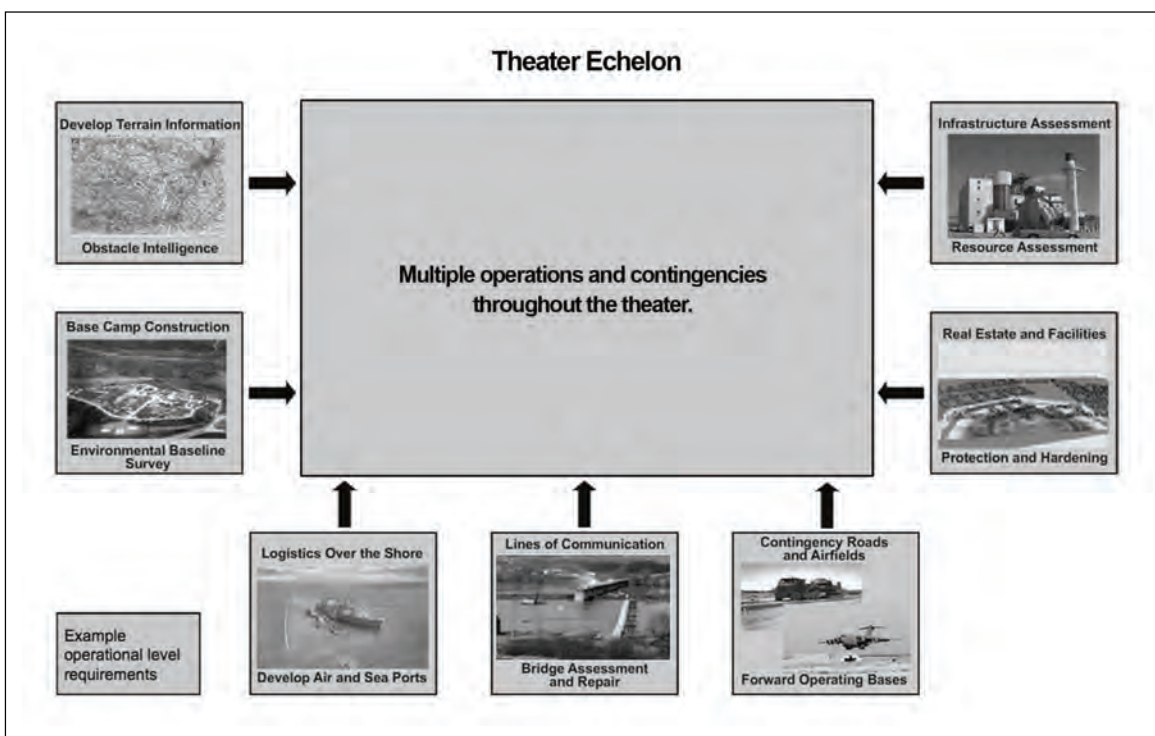 Theater Echelon
Develop Terrain Information
Obstacle Intelligence
Infrastructure Assessment
Resource Assessment
Multiple operations and contingencies
throughout the theater.
Base Camp Construction
Environmental Baseline
Survey
Real Estate and Facilities
Protection and Hardening
Logistics Over the Shore
Develop Air and Sea Ports
Lines of Communication
Bridge Assessment
and Repair
Contingency Roads
and Airfields
Forward Operating Bases
Example
operational level
requirements